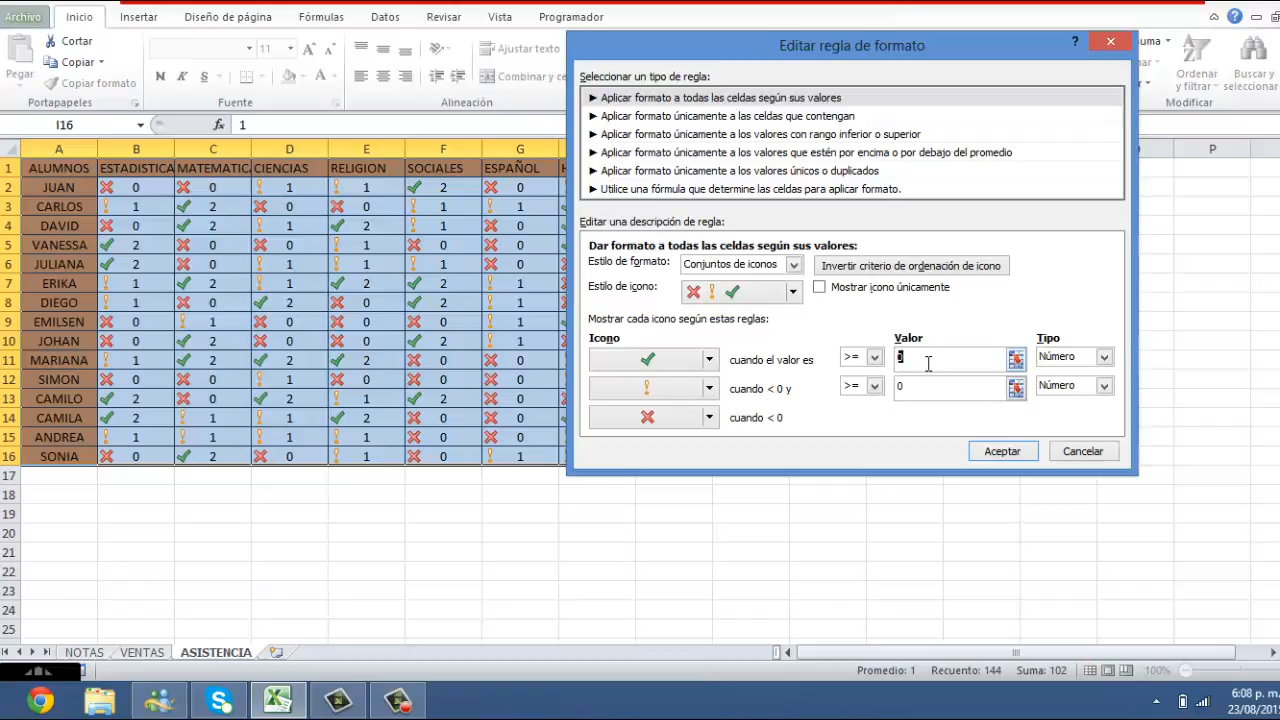 Archivo Inicio Insertar Diseño de página Fórmulas Datos Revisar Vista Programador
Pegar
Cortar
Copiar
Copiar formato
11
Ajustar texto
Combinar y ce
N K S
Suma
Ordenar
y filtrar
Buscar y
seleccionar
Portapapeles Fuente Alineación Modificar
I16 fx 1
A B C D E F G P
1 ALUMNOS ESTADISTICA MATEMATIC CIENCIAS RELIGION SOCIALES ESPAÑOL
2 JUAN 0 0 1 1 2 0
3 CARLOS 1 2 0 0 1 1
4 DAVID 0 2 1 2 1 0
5 VANESSA 2 0 0 1 0 0
6 JULIANA 2 0 1 1 1 0
7 ERIKA 1 2 1 2 2 0
8 DIEGO 1 0 2 0 2 0
9 EMILSEN 0 1 0 0 0 1
10 JOHAN 0 2 0 0 2 0
11 MARIANA 1 2 2 2 1 0
12 SIMON 0 0 1 0 0 0
13 CAMILO 2 0 2 1 2 0
14 CAMILA 2 1 1 2 0 0
15 ANDREA 1 1 1 1 0 0
16 SONIA 0 2 0 1 0 1
17
18
19
20
21
22
23
24
25
Editar regla de formato
?
Seleccionar un tipo de regla:
► Aplicar formato a todas las celdas según sus valores
► Aplicar formato únicamente a las celdas que contengan
► Aplicar formato únicamente a los valores con rango inferior o superior
► Aplicar formato únicamente a los valores que estén por encima o por debajo del promedio
► Aplicar formato únicamente a los valores únicos o duplicados
► Utilice una fórmula que determine las celdas para aplicar formato.
Editar una descripción de regla:
Dar formato a todas las celdas según sus valores:
Estilo de formato: Conjuntos de iconos Invertir criterio de ordenación de icono
Estilo de icono: Mostrar icono únicamente
Mostrar cada icono según estas reglas:
Icono Valor Tipo
cuando el valor es >= Número
cuando < 0 y >= 0 Número
cuando < 0
Aceptar Cancelar
NOTAS VENTAS ASISTENCIA
Promedio: 1 Recuento: 144 Suma: 102 100%
6:08 p. m.